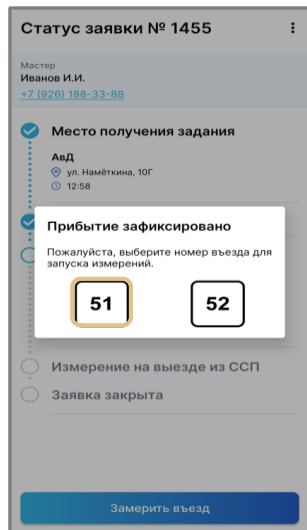 Статус заявки № 1455
Мастер
Иванов И.И.
+7 (926) 188-33-88
Место получения задания
АвД
ул. Намёткина, 10Г
12:58
Прибытие зафиксировано
Пожалуйста, выберите номер въезда для
запуска измерений.
51 52
Измерение на выезде из ССП
Заявка закрыта
Замерить въезд